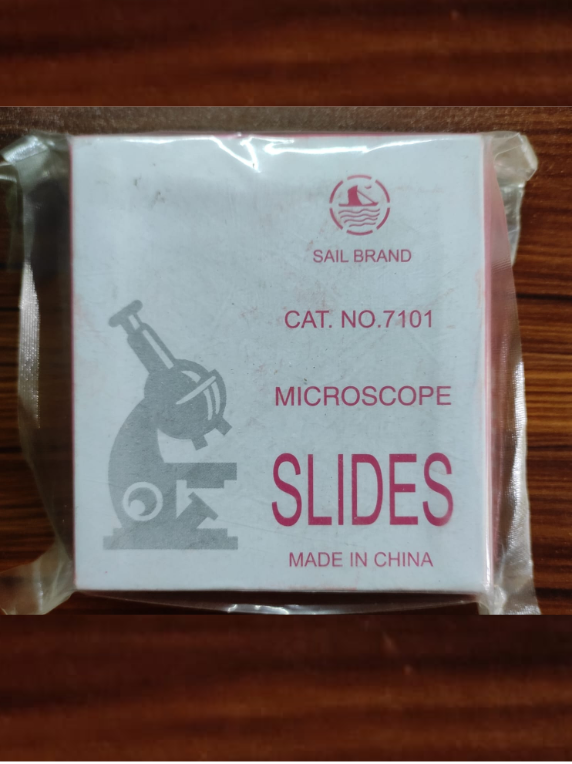 SAIL BRAND
CAT. NO.7101
MICROSCOPE
SLIDES
MADE IN CHINA